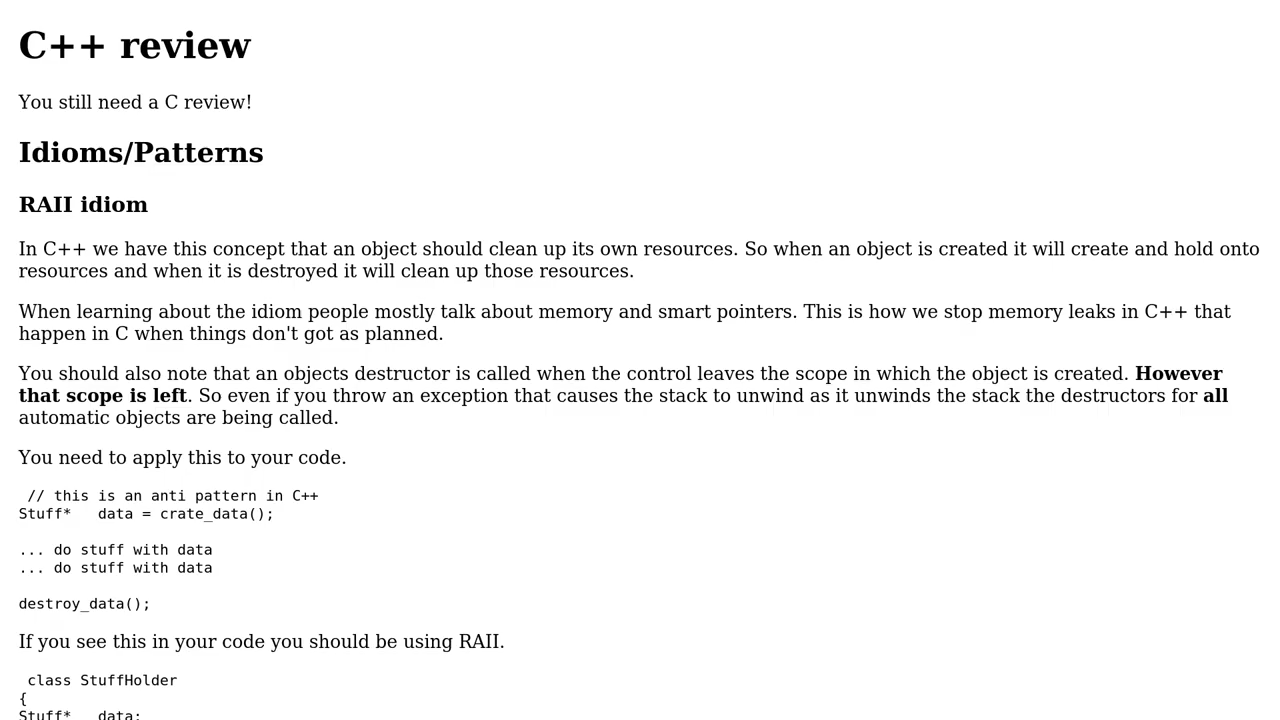 C++ review
You still need a C review!
Idioms/Patterns
RAII idiom
In C++ we have this concept that an object should clean up its own resources. So when an object is created it will create and hold onto
resources and when it is destroyed it will clean up those resources.
When learning about the idiom people mostly talk about memory and smart pointers. This is how we stop memory leaks in C++ that
happen in C when things don't got as planned.
You should also note that an objects destructor is called when the control leaves the scope in which the object is created. However
that scope is left. So even if you throw an exception that causes the stack to unwind as it unwinds the stack the destructors for all
automatic objects are being called.
You need to apply this to your code.
// this is an anti pattern in C++
Stuff*   data = crate_data();
... do stuff with data
... do stuff with data
destroy_data();
If you see this in your code you should be using RAII.
class StuffHolder
{
Stuff*   data;